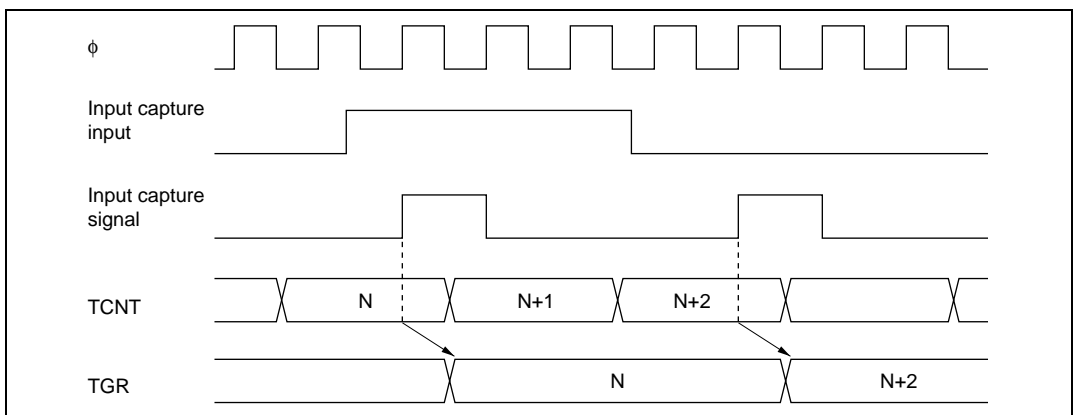 ϕ
Input capture
input
Input capture
signal
TCNT
N
N+1
N+2
TGR
N
N+2